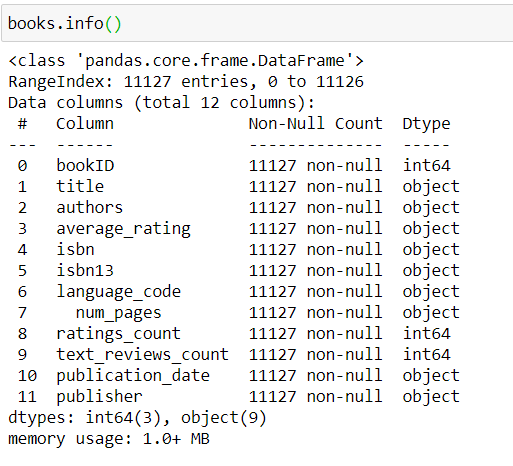 books.info()
<class 'pandas.core.frame.DataFrame'>
RangeIndex: 11127 entries, 0 to 11126
Data columns (total 12 columns):
 #   Column              Non-Null Count  Dtype
---  ------              --------------  -----
 0   bookID              11127 non-null  int64
 1   title               11127 non-null  object
 2   authors             11127 non-null  object
 3   average_rating      11127 non-null  object
 4   isbn                11127 non-null  object
 5   isbn13              11127 non-null  object
 6   language_code       11127 non-null  object
 7     num_pages         11127 non-null  object
 8   ratings_count       11127 non-null  int64
 9   text_reviews_count  11127 non-null  int64
 10  publication_date    11127 non-null  object
 11  publisher           11127 non-null  object
dtypes: int64(3), object(9)
memory usage: 1.0+ MB